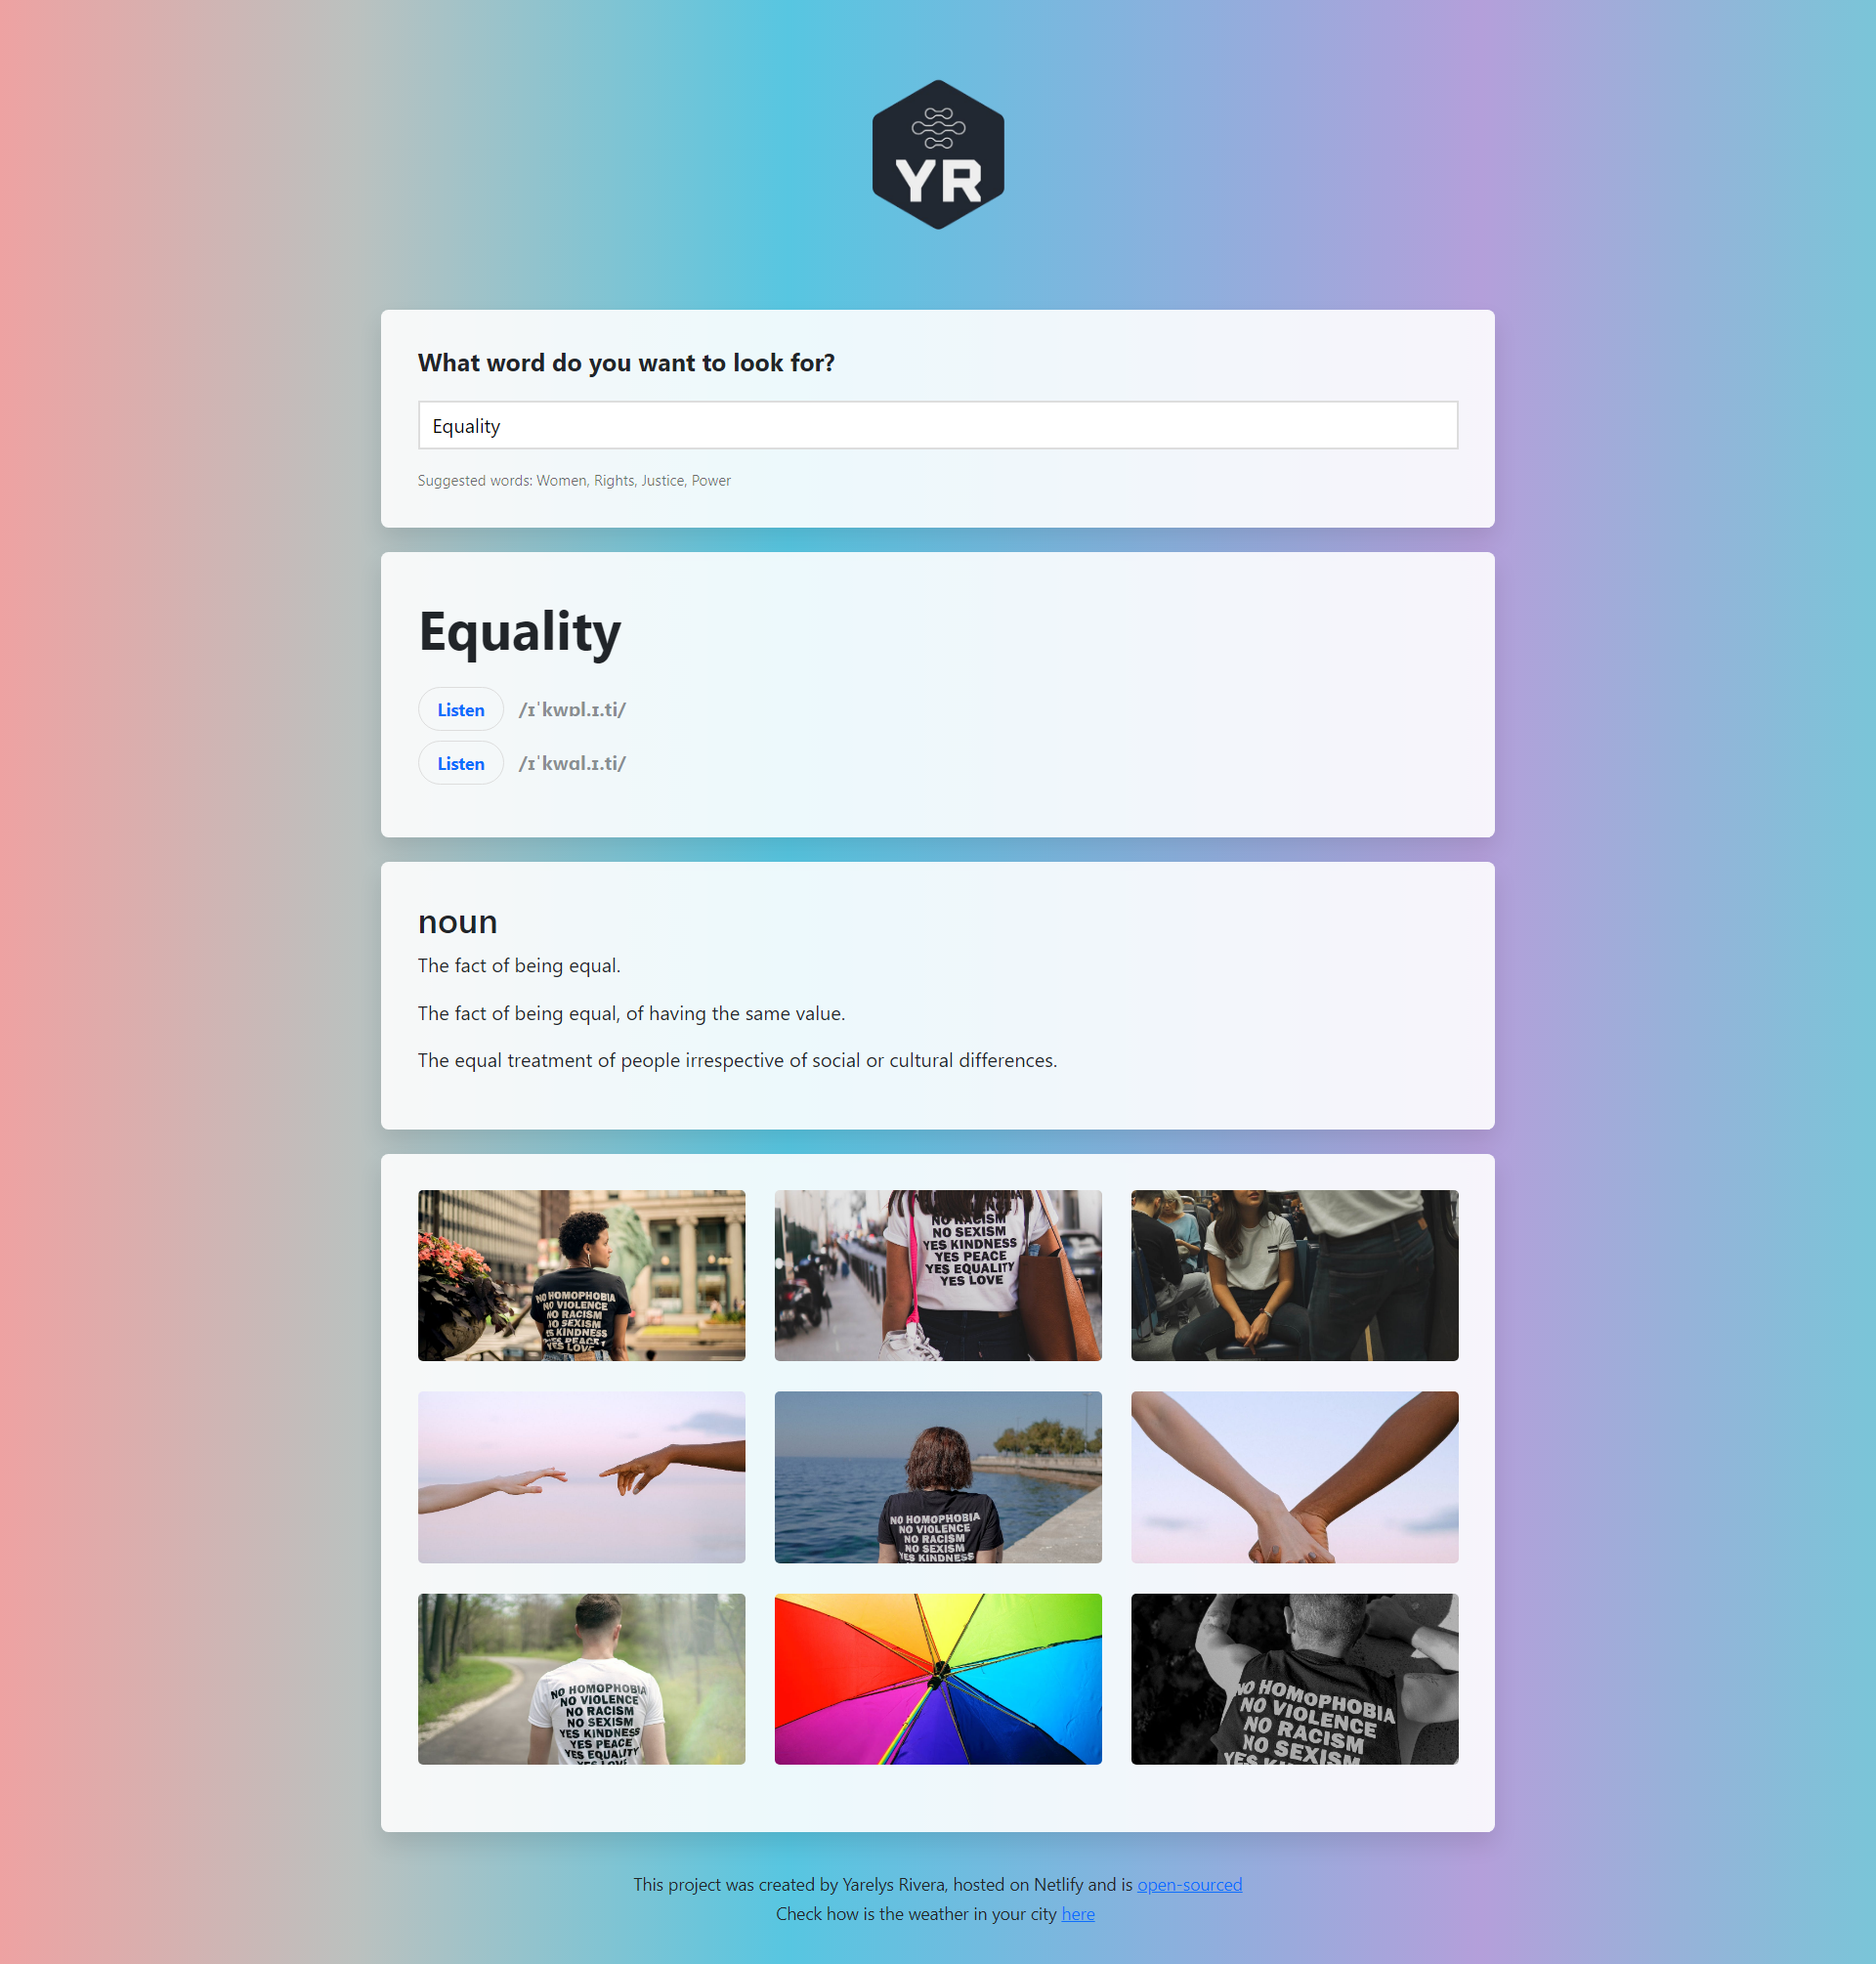 YR
What word do you want to look for?
Equality
Suggested words: Women, Rights, Justice, Power
Equality
Listen /ɪˈkwɒl.ɪ.ti/
Listen /ɪˈkwɑl.ɪ.ti/
noun
The fact of being equal.
The fact of being equal, of having the same value.
The equal treatment of people irrespective of social or cultural differences.
NO HOMOPHOBIA
NO VIOLENCE
NO RACISM
NO SEXISM
YES KINDNESS
YES PEACE
YES LOVE
NO RACISM
NO SEXISM
YES KINDNESS
YES PEACE
YES EQUALITY
YES LOVE
NO HOMOPHOBIA
NO VIOLENCE
NO RACISM
NO SEXISM
YES KINDNESS
NO HOMOPHOBIA
NO VIOLENCE
NO RACISM
NO SEXISM
YES KINDNESS
YES PEACE
YES EQUALITY
YES LOVE
NO HOMOPHOBIA
NO VIOLENCE
NO RACISM
NO SEXISM
This project was created by Yarelys Rivera, hosted on Netlify and is open-sourced
Check how is the weather in your city here